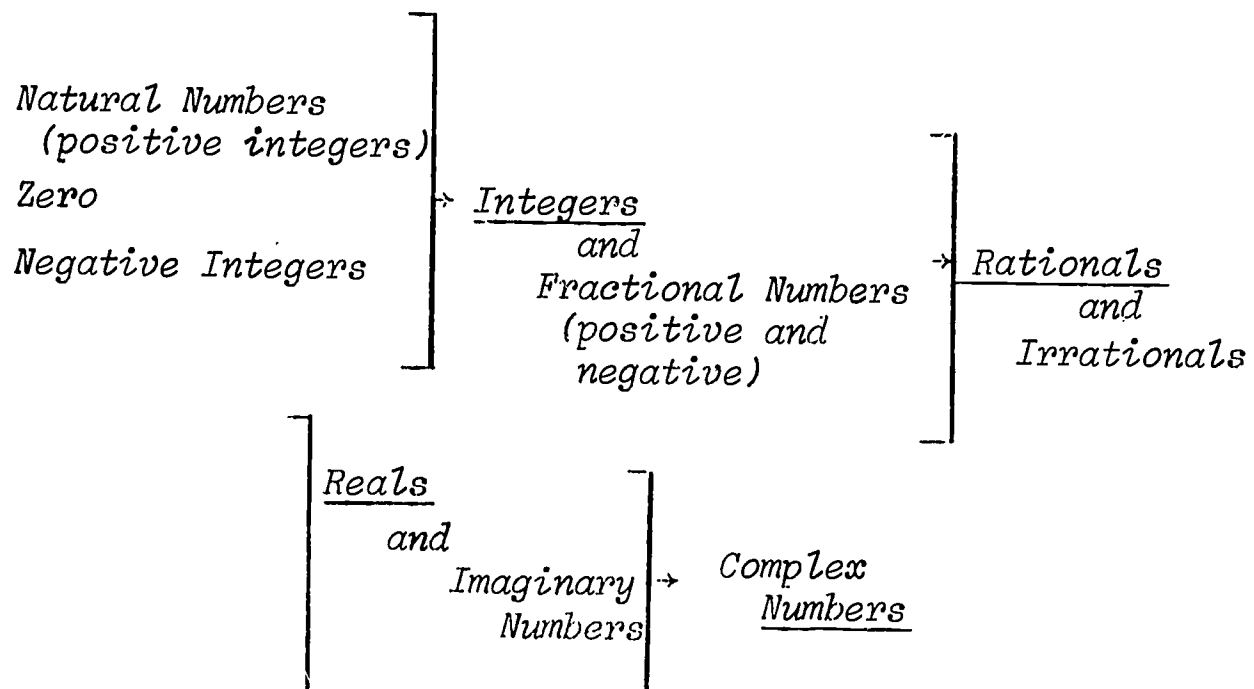 Natural Numbers
(positive integers)
Zero
Negative Integers
Integers
and
Fractional Numbers
(positive and
negative)
Rationals
and
Irrationals
Reals
and
Imaginary
Numbers
Complex
Numbers